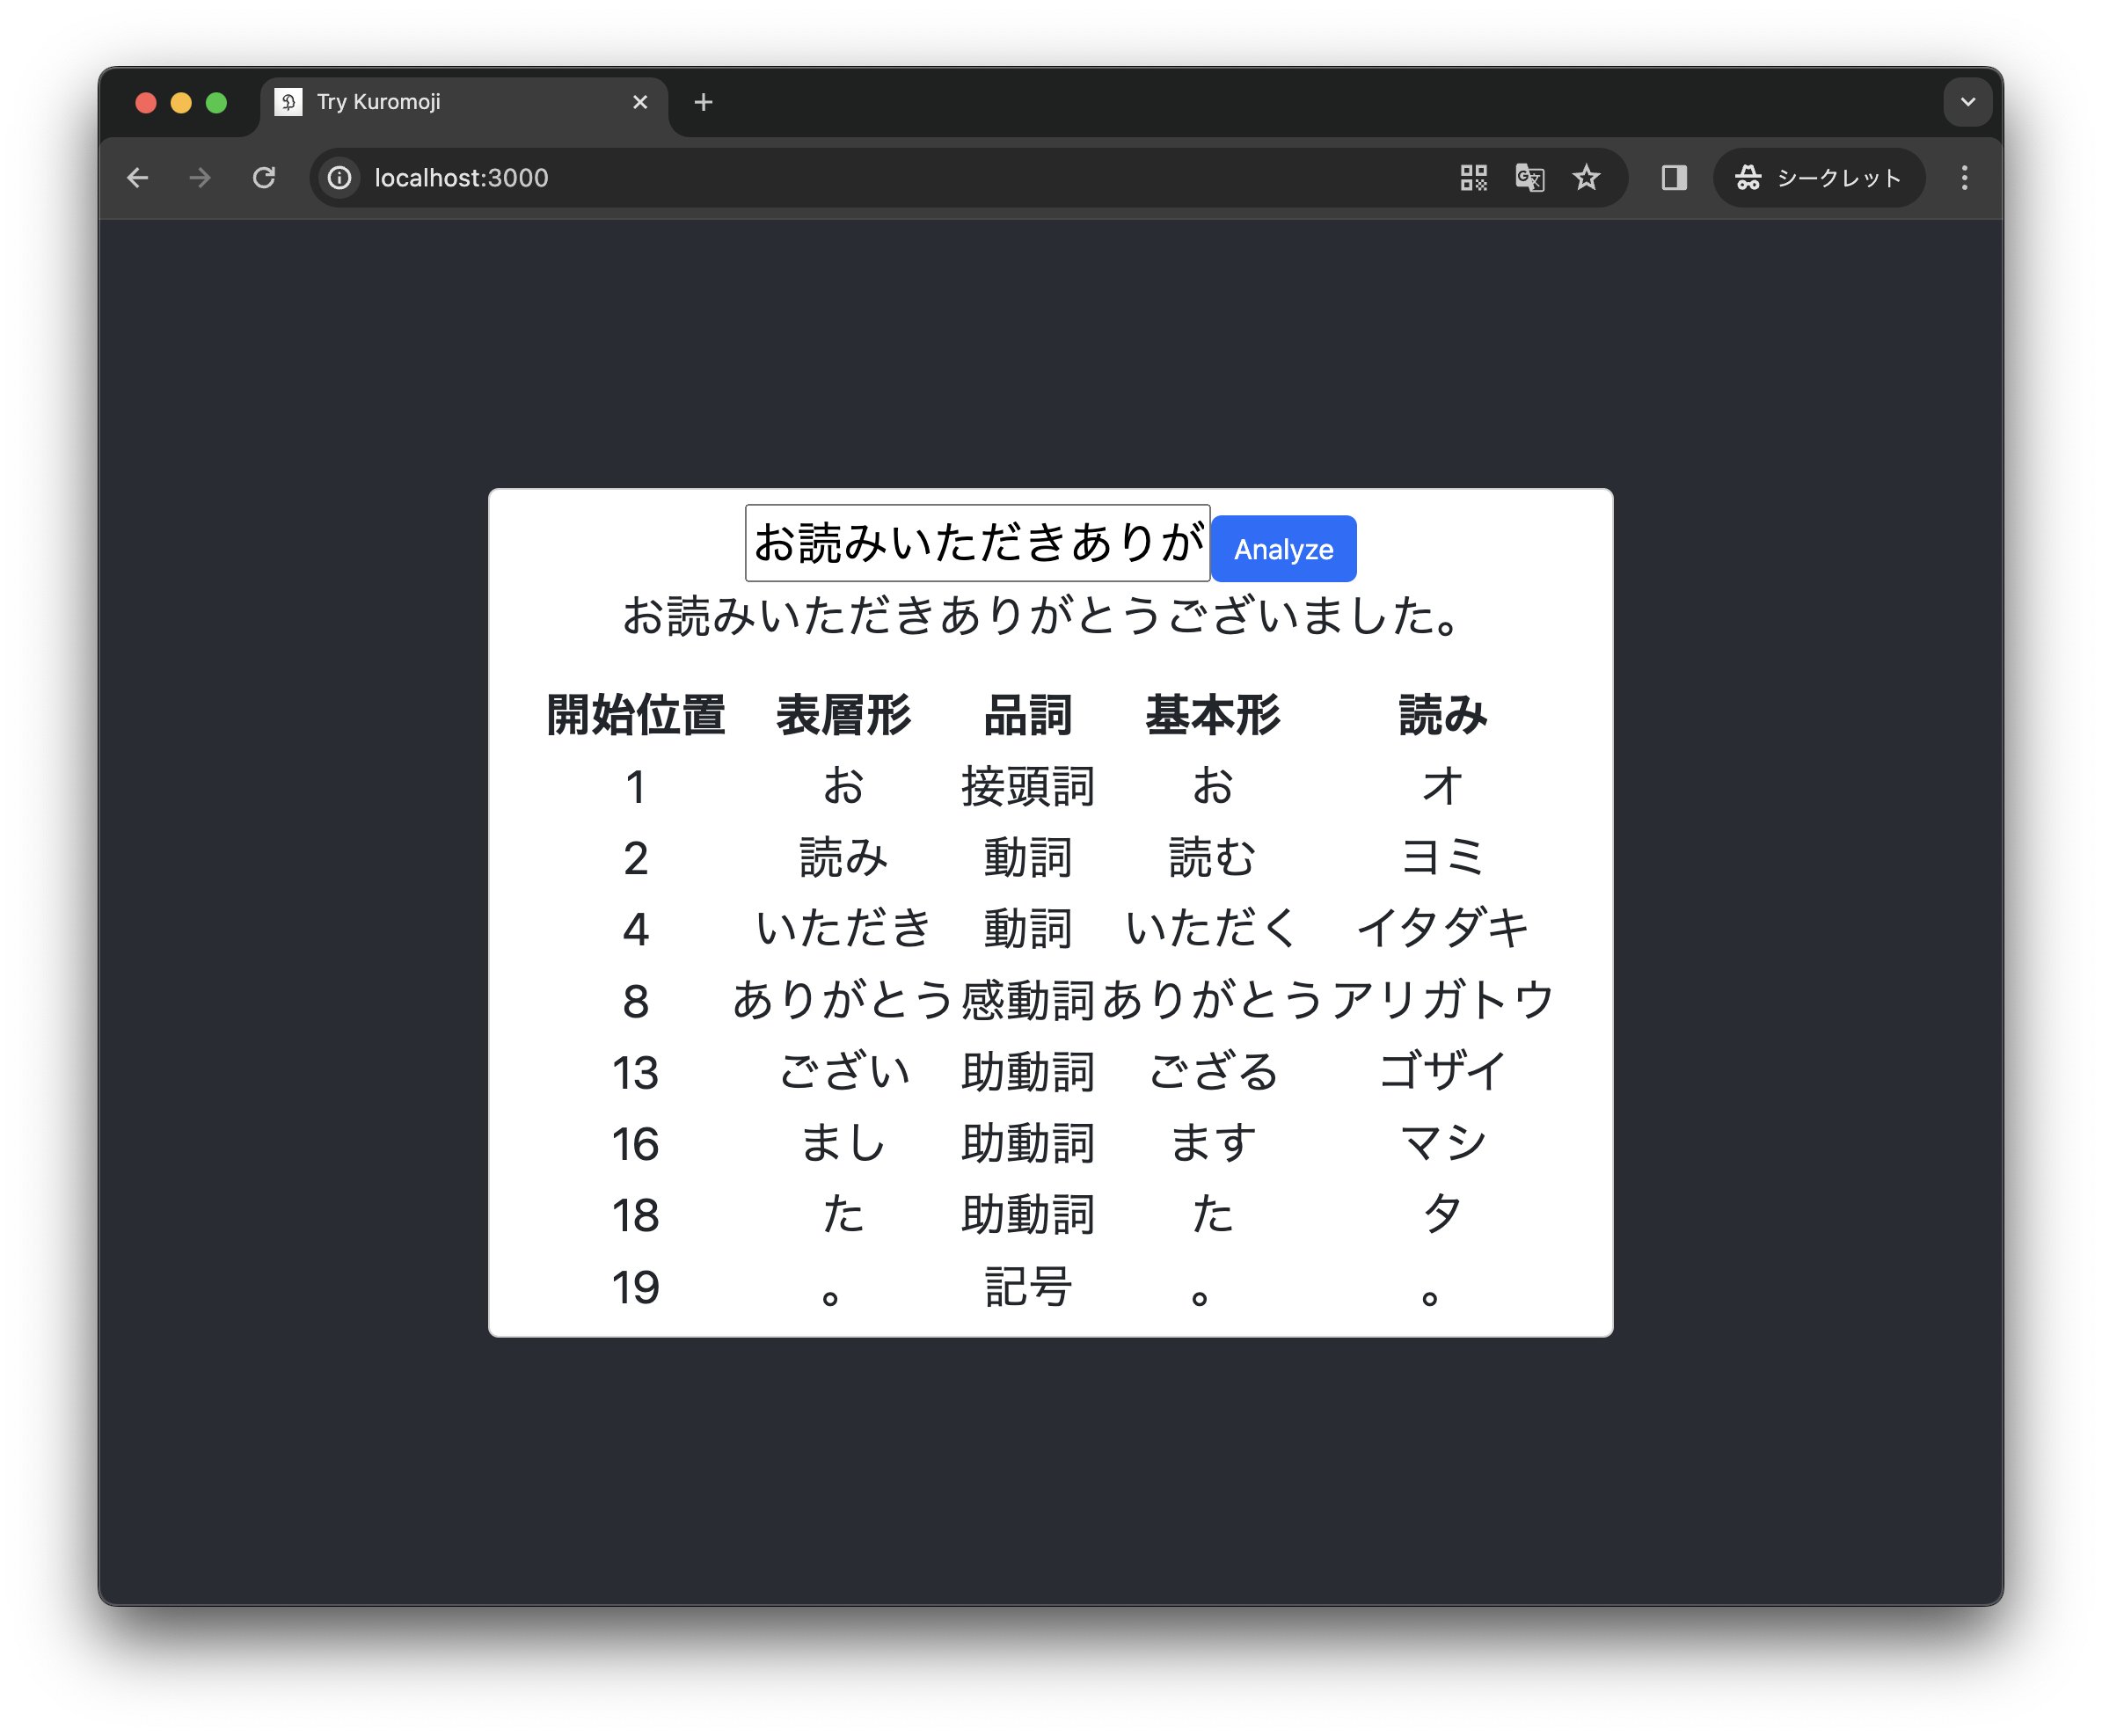 Try Kuromoji
localhost:3000
シークレット
お読みいただきありが Analyze
お読みいただきありがとうございました。
開始位置 表層形 品詞 基本形 読み
1 お 接頭詞 お オ
2 読み 動詞 読む ヨミ
4 いただき 動詞 いただく イタダキ
8 ありがとう 感動詞 ありがとう アリガトウ
13 ござい 助動詞 ござる ゴザイ
16 まし 助動詞 ます マシ
18 た 助動詞 た タ
19 。 記号 。 。